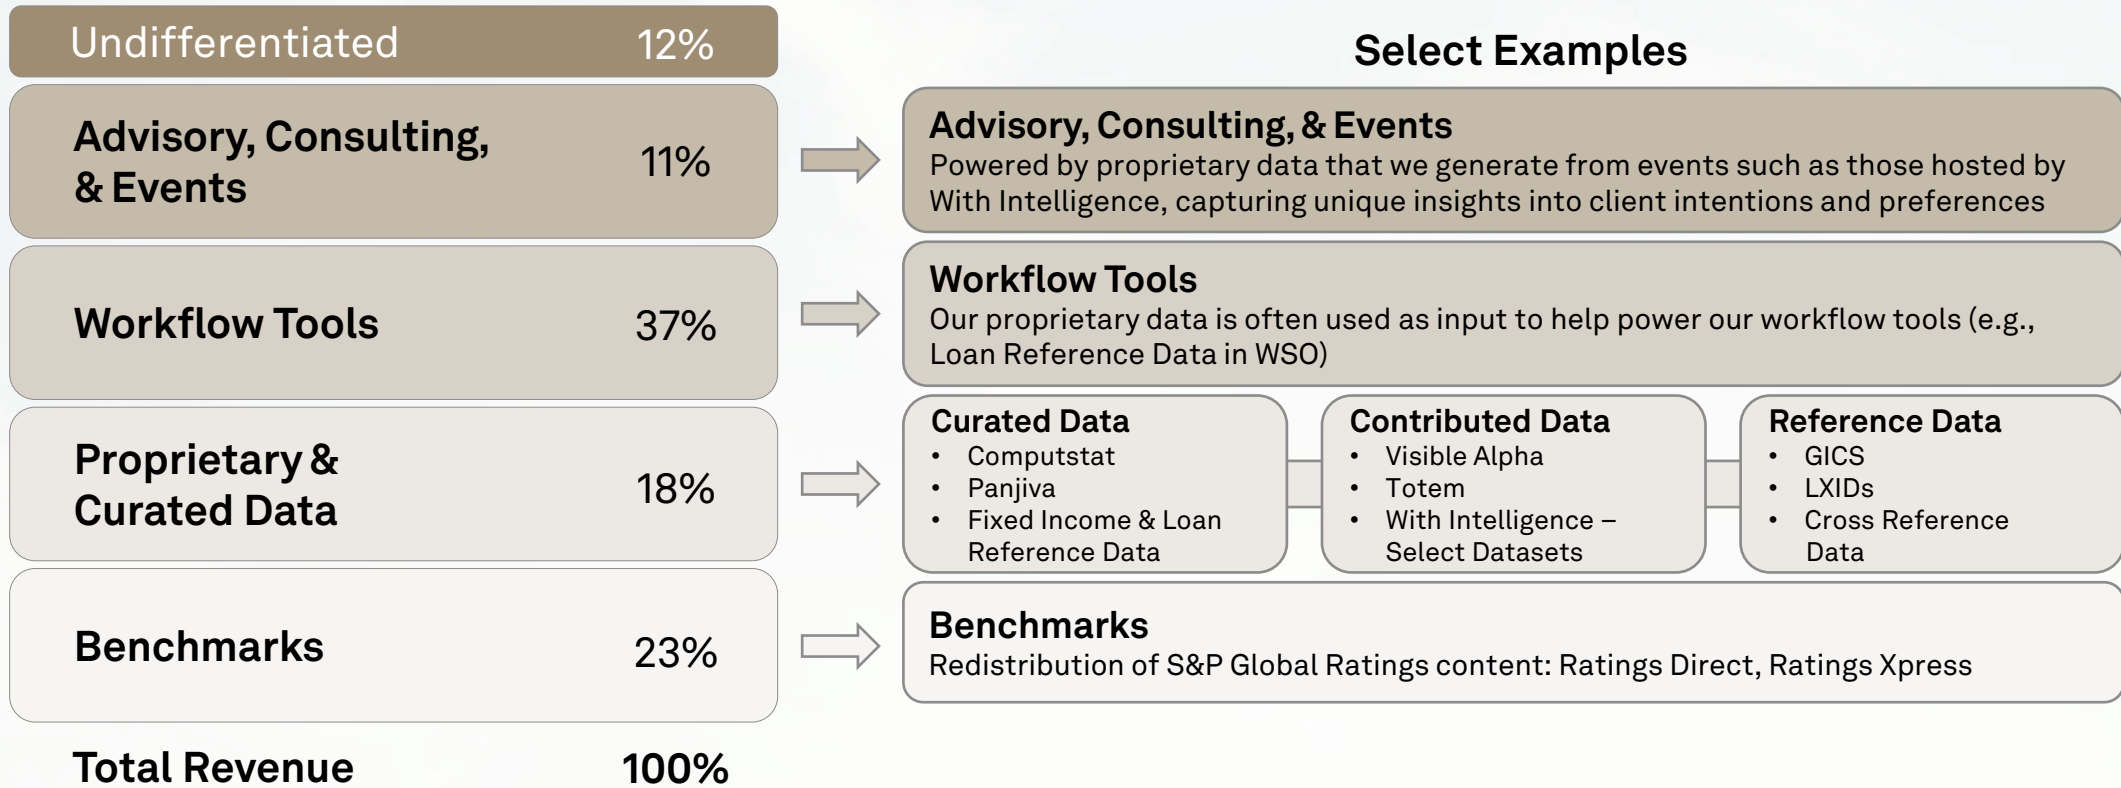 Undifferentiated 12%
Advisory, Consulting,
& Events
11%
Workflow Tools 37%
Proprietary &
Curated Data
18%
Benchmarks 23%
Total Revenue 100%
Select Examples
Advisory, Consulting, & Events
Powered by proprietary data that we generate from events such as those hosted by
With Intelligence, capturing unique insights into client intentions and preferences
Workflow Tools
Our proprietary data is often used as input to help power our workflow tools (e.g.,
Loan Reference Data in WSO)
Curated Data
• Computstat
• Panjiva
• Fixed Income & Loan
Reference Data
Contributed Data
• Visible Alpha
• Totem
• With Intelligence –
Select Datasets
Reference Data
• GICS
• LXIDs
• Cross Reference
Data
Benchmarks
Redistribution of S&P Global Ratings content: Ratings Direct, Ratings Xpress